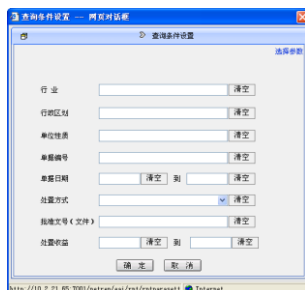 查询条件设置 -- 网页对话框
查询条件设置
选择参数
行 业 清空
行政区划 清空
单位性质 清空
单据编号 清空
单据日期 清空 到 清空
处置方式 清空
批准文号(文件) 清空
处置收益 清空 到 清空
确 定 取 消
Internet